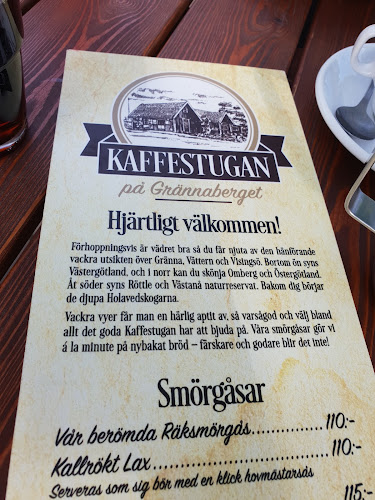 KAFFESTUGAN
på Grännaberget
Hjärtligt välkommen!
Förhoppningsvis är vädret bra så du får njuta av den hänförande
vackra utsikten över Gränna, Vättern och Visingsö. Bortom ön syns
Västergötland, och i norr kan du skönja Omberg och Östergötland.
Åt söder syns Röttle och Västanå naturreservat. Bakom dig börjar
de djupa Holavedskogarna.
Vackra vyer får man en härlig aptit av, så varsågod och välj bland
allt det goda Kaffestugan har att bjuda på. Våra smörgåsar gör vi
á la minute på nybakat bröd – färskare och godare blir det inte!
Smörgåsar
Vår berömda Räksmörgås............... 110:-
Kallrökt Lax............................ 110:-
Serveras som sig bör med en klick hovmästarsås
115:-